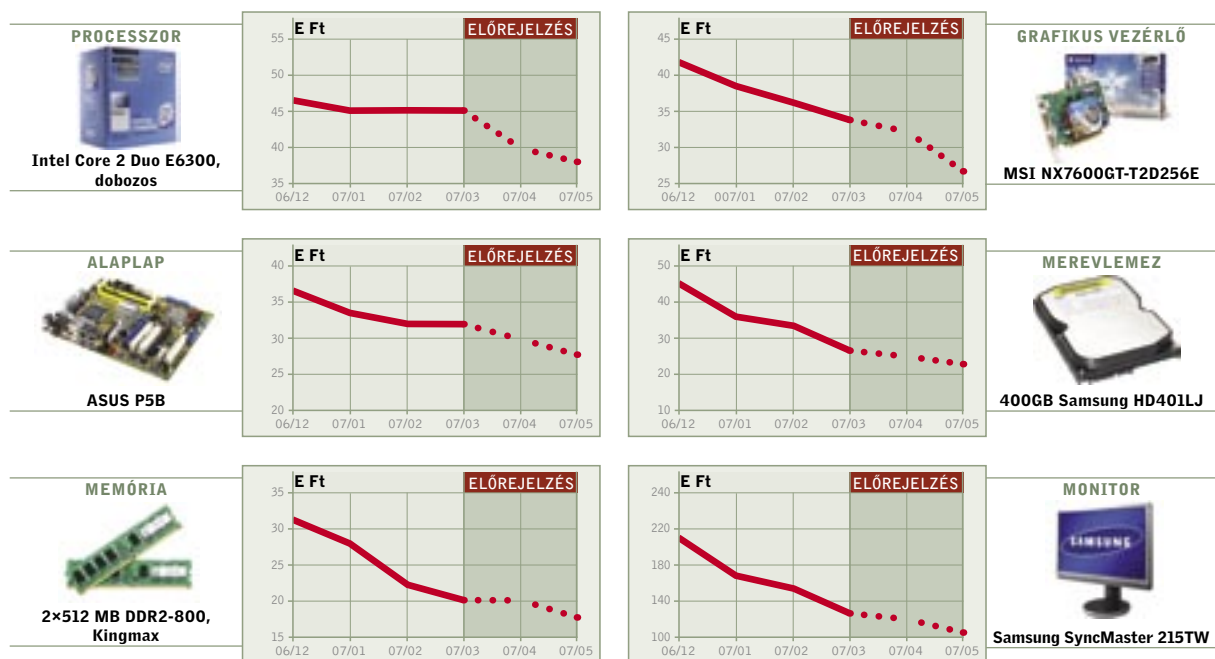 PROCESSZOR
Intel Core 2 Duo E6300,
dobozos
E Ft
ELŐREJELZÉS
55
50
45
40
35
06/12 07/01 07/02 07/03 07/04 07/05
GRAFIKUS VEZÉRLŐ
MSI NX7600GT-T2D256E
E Ft
ELŐREJELZÉS
45
40
35
30
25
06/12 007/01 07/02 07/03 07/04 07/05
ALAPLAP
ASUS P5B
E Ft
ELŐREJELZÉS
40
35
30
25
20
06/12 07/01 07/02 07/03 07/04 07/05
MEREVLEMEZ
400GB Samsung HD401LJ
E Ft
ELŐREJELZÉS
50
40
30
20
10
06/12 07/01 07/02 07/03 07/04 07/05
MEMÓRIA
2×512 MB DDR2-800,
Kingmax
E Ft
ELŐREJELZÉS
35
30
25
20
15
06/12 07/01 07/02 07/03 07/04 07/05
MONITOR
SAMSUNG
Samsung SyncMaster 215TW
E Ft
ELŐREJELZÉS
240
220
180
140
100
06/12 07/01 07/02 07/03 07/04 07/05